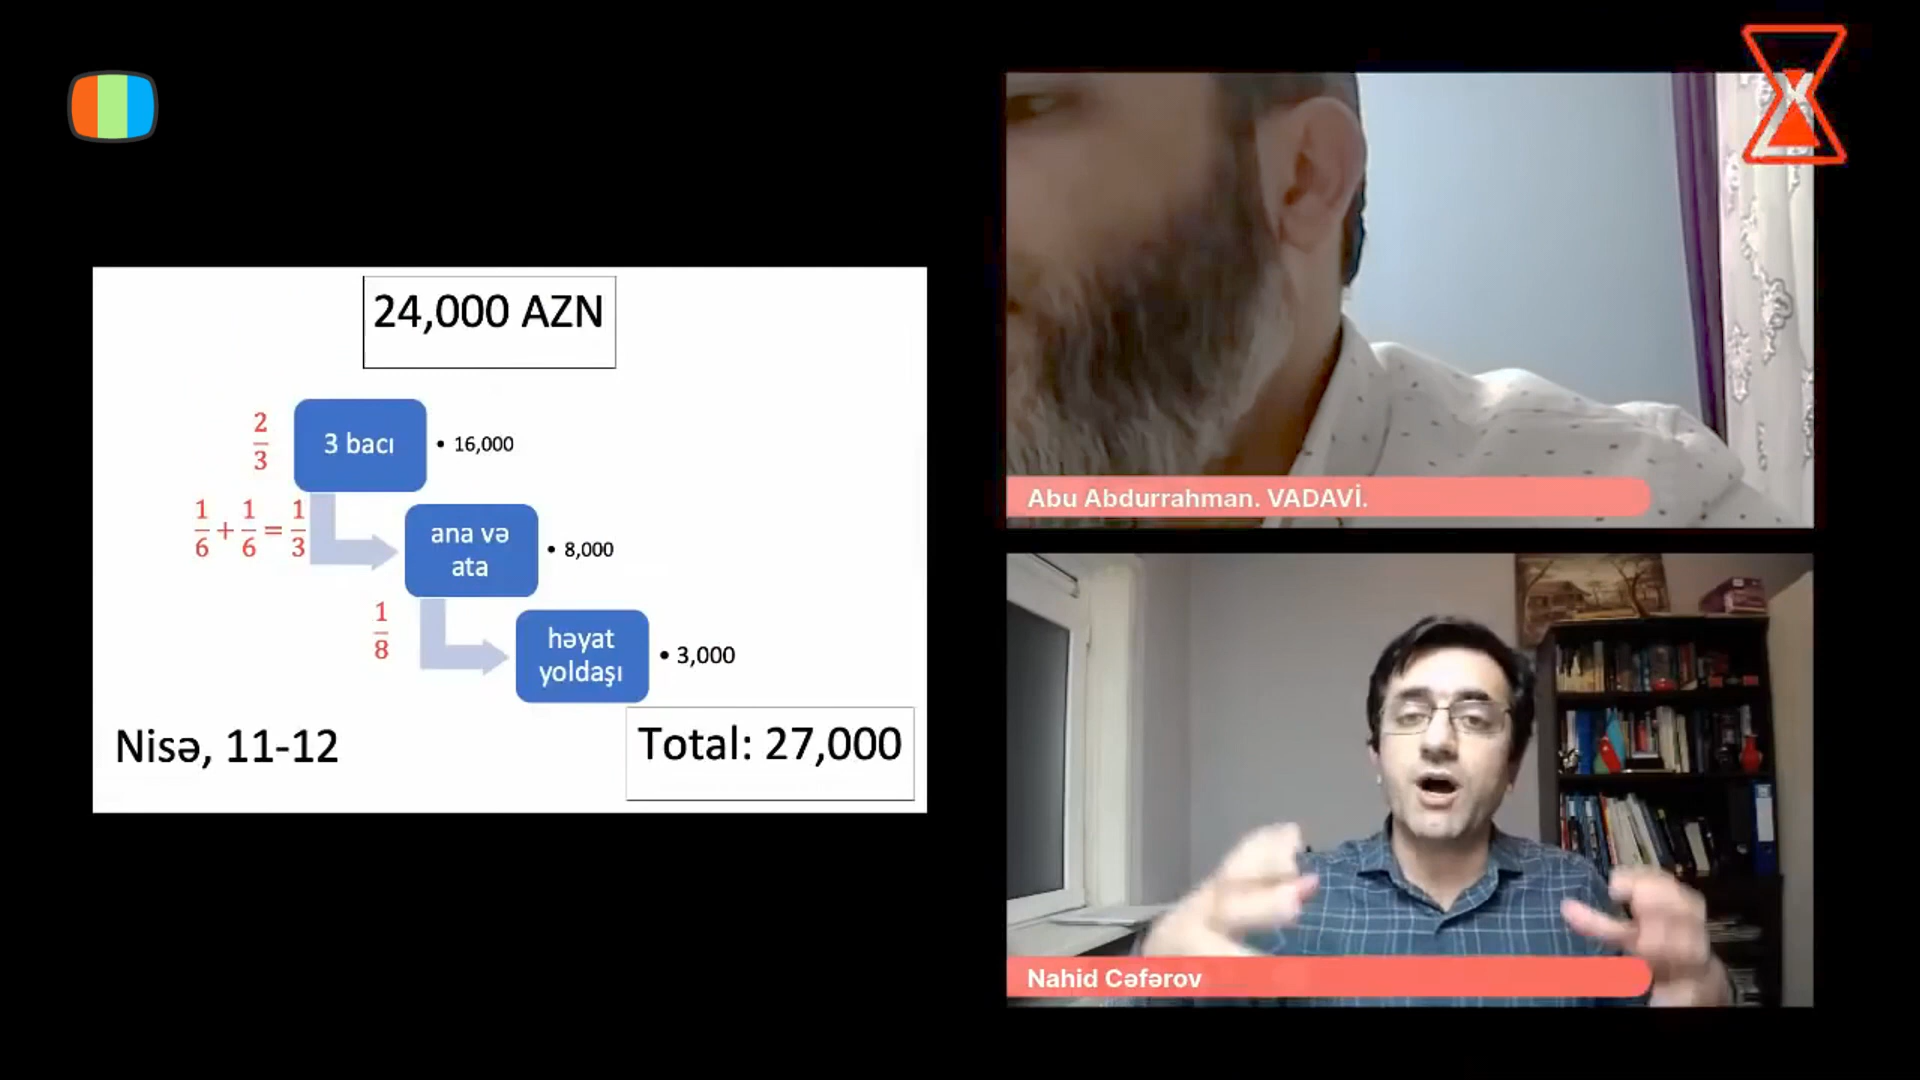 24,000 AZN
2/3
3 bacı
• 16,000
1/6 + 1/6 = 1/3
ana və
ata
• 8,000
1/8
həyat
yoldaşı
• 3,000
Nisə, 11-12
Total: 27,000
Abu Abdurrahman. VADAVİ.
Nahid Cəfərov